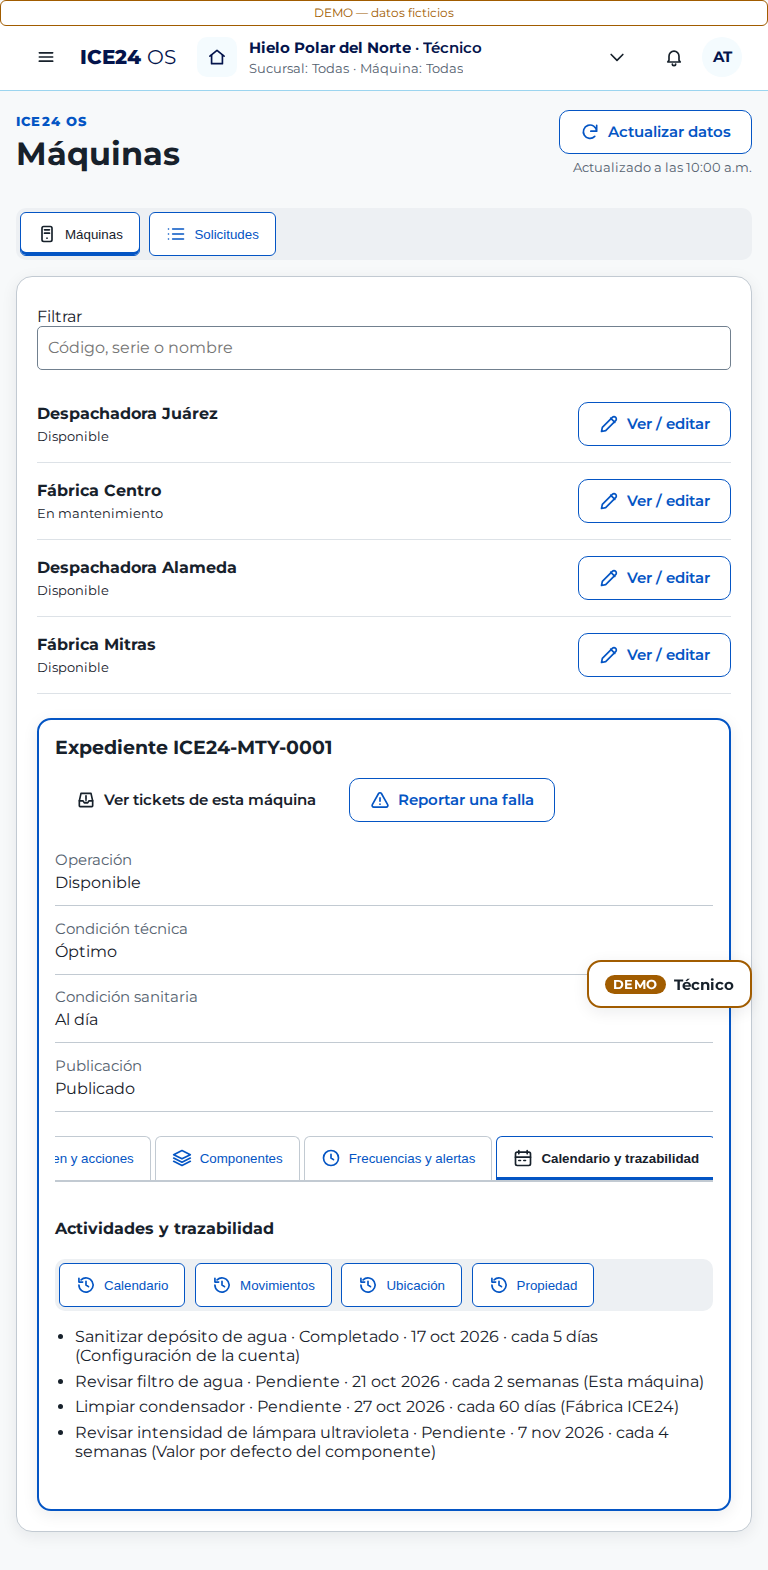 DEMO — datos ficticios
ICE24 OS
Hielo Polar del Norte · Técnico
Sucursal: Todas · Máquina: Todas
AT
ICE24 OS
Máquinas
Actualizar datos
Actualizado a las 10:00 a.m.
Máquinas
Solicitudes
Filtrar
Código, serie o nombre
Despachadora Juárez
Disponible
Ver / editar
Fábrica Centro
En mantenimiento
Ver / editar
Despachadora Alameda
Disponible
Ver / editar
Fábrica Mitras
Disponible
Ver / editar
Expediente ICE24-MTY-0001
Ver tickets de esta máquina
Reportar una falla
Operación
Disponible
Condición técnica
Óptimo
Condición sanitaria
Al día
DEMO Técnico
Publicación
Publicado
en y acciones
Componentes
Frecuencias y alertas
Calendario y trazabilidad
Actividades y trazabilidad
Calendario
Movimientos
Ubicación
Propiedad
• Sanitizar depósito de agua · Completado · 17 oct 2026 · cada 5 días
(Configuración de la cuenta)
• Revisar filtro de agua · Pendiente · 21 oct 2026 · cada 2 semanas (Esta máquina)
• Limpiar condensador · Pendiente · 27 oct 2026 · cada 60 días (Fábrica ICE24)
• Revisar intensidad de lámpara ultravioleta · Pendiente · 7 nov 2026 · cada 4
semanas (Valor por defecto del componente)